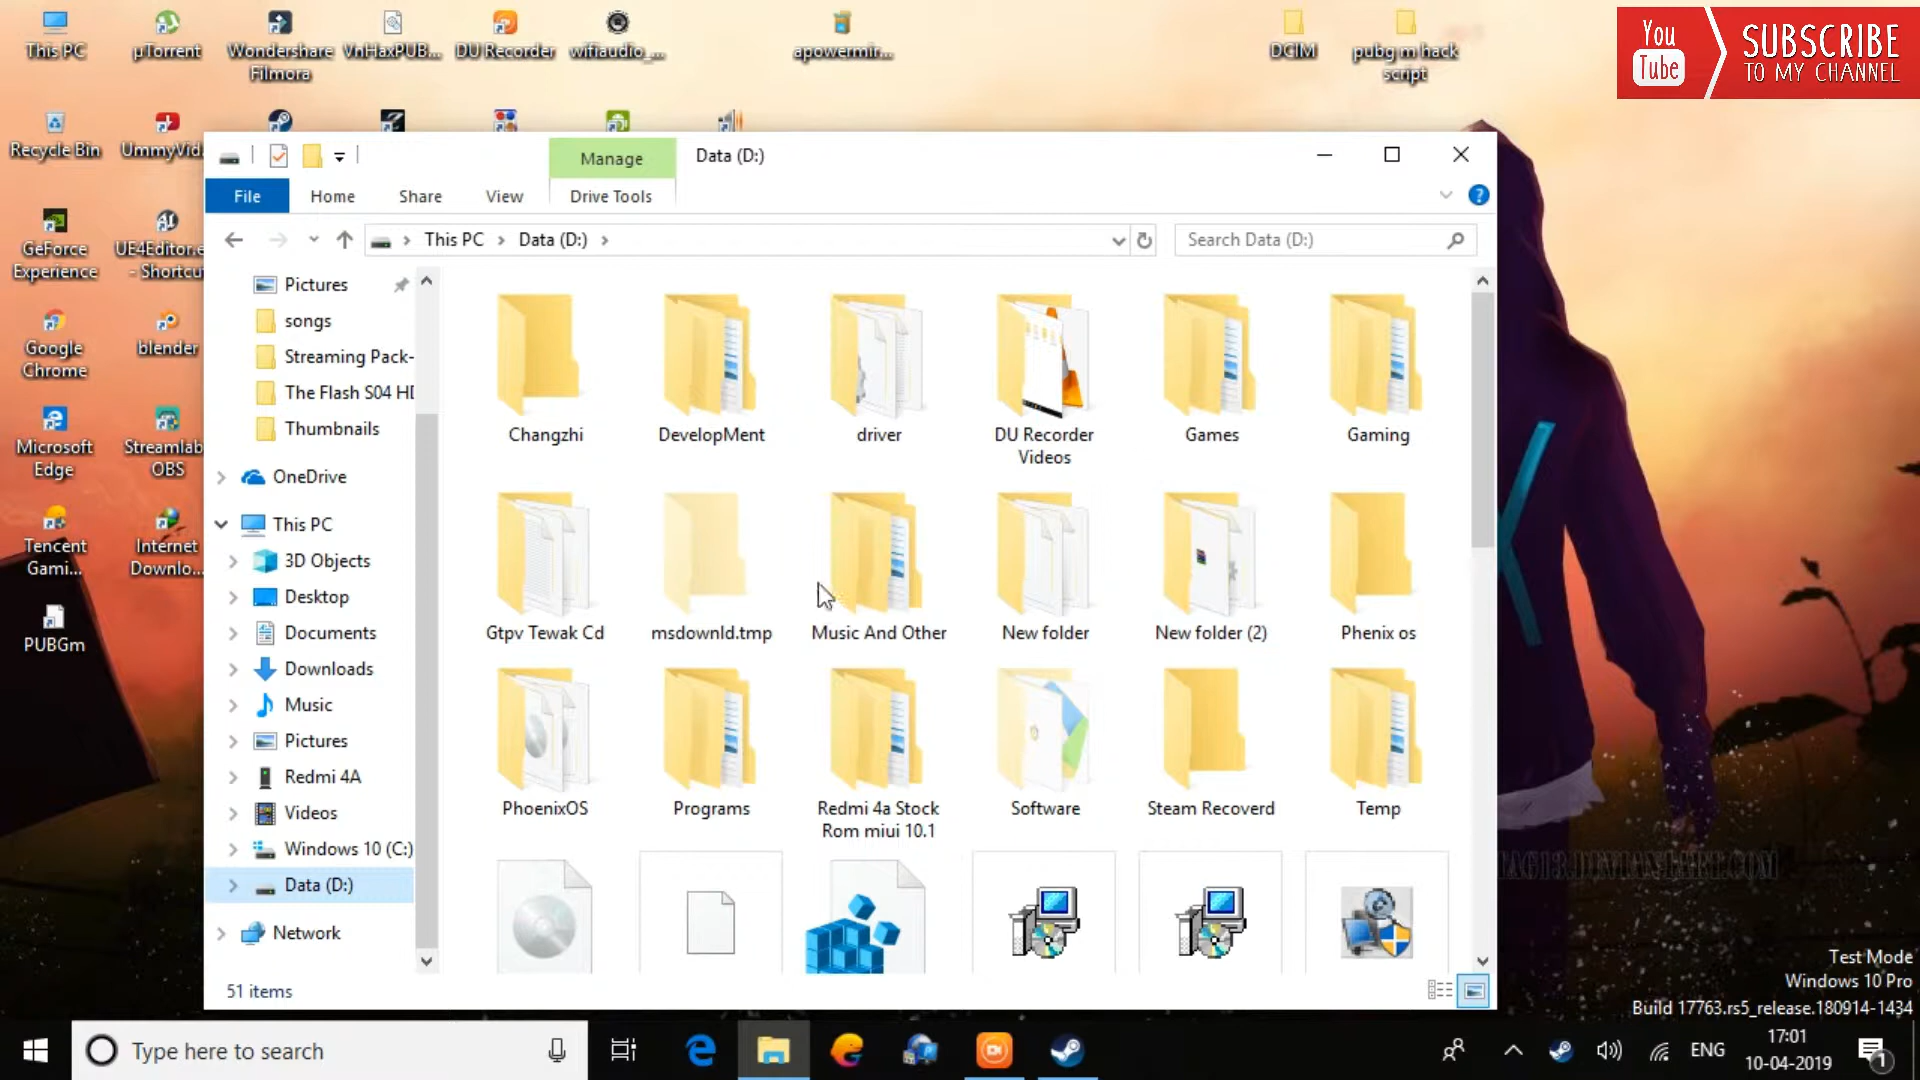 This PC
µTorrent
Wondershare
Filmora
VnHaxPUB...
DU Recorder
wifiaudio_...
apowermir...
DCIM
pubg m hack
script
You
Tube
SUBSCRIBE
TO MY CHANNEL
Recycle Bin
UmmyVid.
GeForce
Experience
UE4Editor.e
- Shortcu
Google
Chrome
blender
Microsoft
Edge
Streamlab
OBS
Tencent
Gami...
Internet
Downlo...
PUBGm
Manage
Data (D:)
File
Home
Share
View
Drive Tools
This PC
Data (D:)
Search Data (D:)
Pictures
songs
Streaming Pack-
The Flash S04 HD
Thumbnails
OneDrive
This PC
3D Objects
Desktop
Documents
Downloads
Music
Pictures
Redmi 4A
Videos
Windows 10 (C:)
Data (D:)
Network
Changzhi
DevelopMent
driver
DU Recorder
Videos
Games
Gaming
Gtpv Tewak Cd
msdownld.tmp
Music And Other
New folder
New folder (2)
Phenix os
PhoenixOS
Programs
Redmi 4a Stock
Rom miui 10.1
Software
Steam Recoverd
Temp
51 items
Test Mode
Windows 10 Pro
Build 17763.rs5_release.180914-1434
Type here to search
ENG
17:01
10-04-2019
1